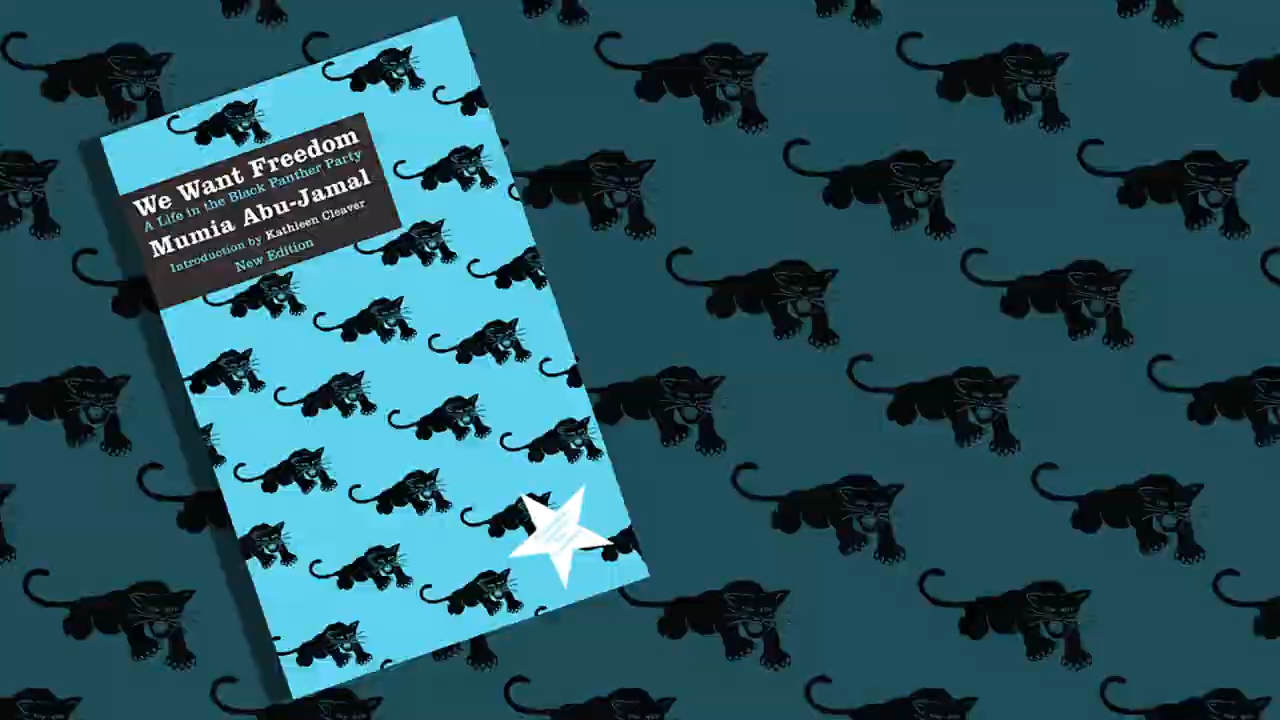 We Want Freedom
A Life in the Black Panther Party
Mumia Abu-Jamal
Introduction by Kathleen Cleaver
New Edition